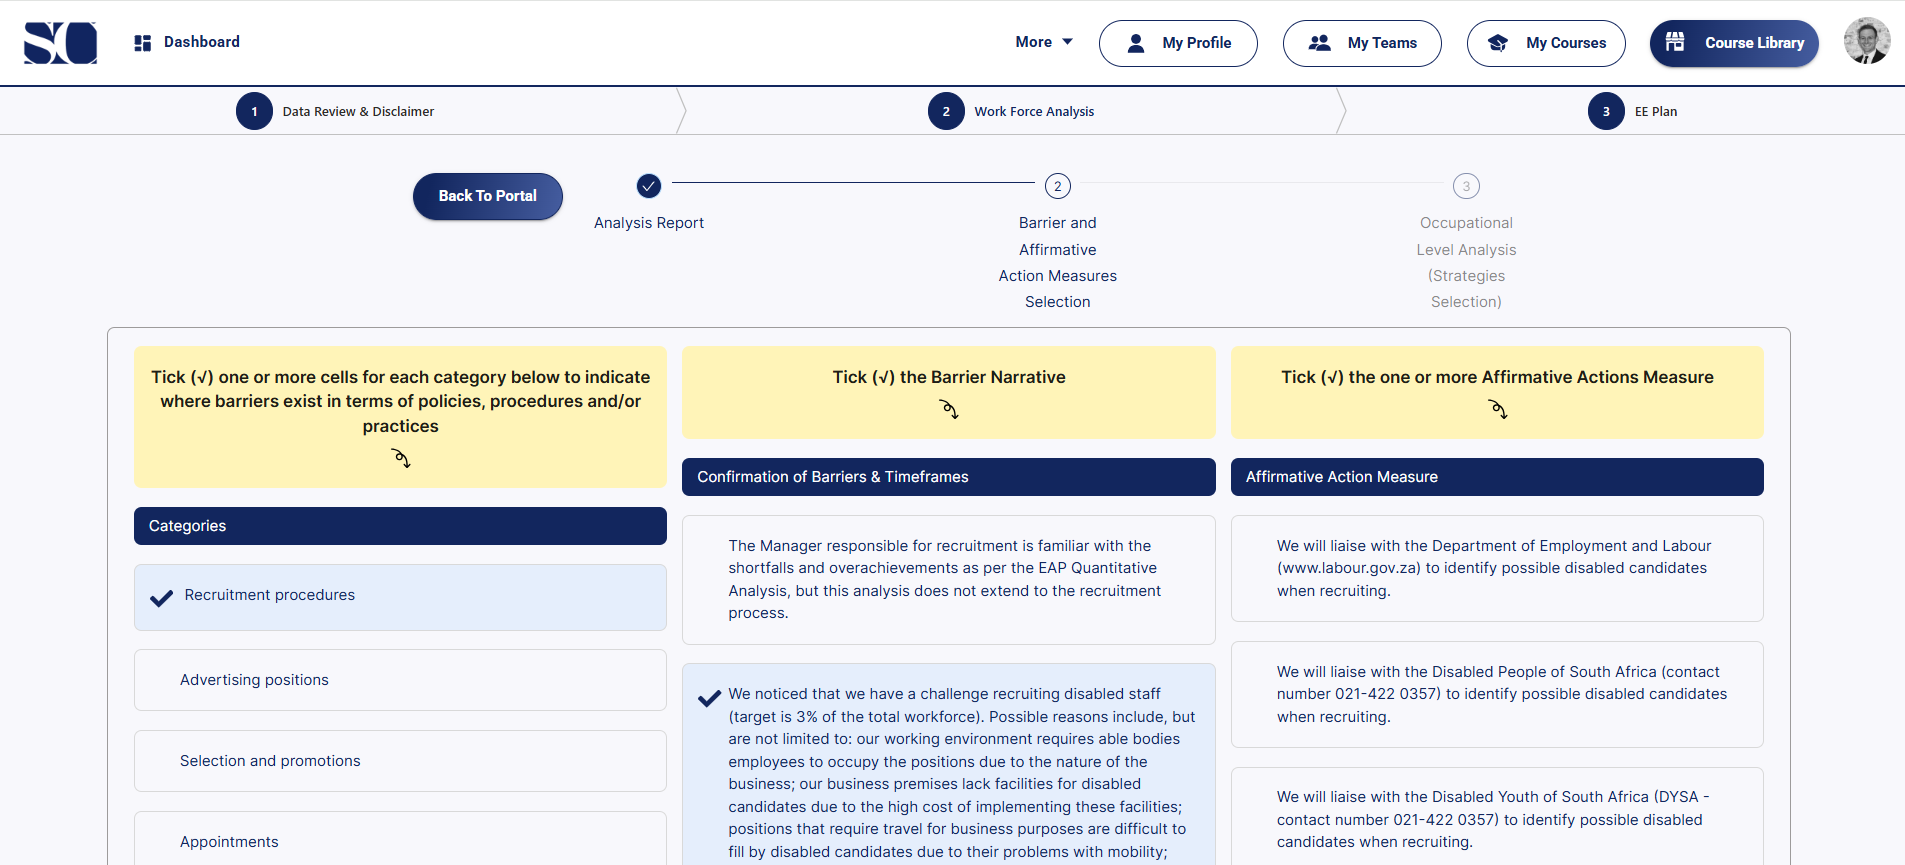 SO
Dashboard
More
My Profile
My Teams
My Courses
Course Library
1
Data Review & Disclaimer
2
Work Force Analysis
3
EE Plan
Back To Portal
Analysis Report
2
Barrier and
Affirmative
Action Measures
Selection
3
Occupational
Level Analysis
(Strategies
Selection)
Tick (√) one or more cells for each category below to indicate
where barriers exist in terms of policies, procedures and/or
practices
Categories
Recruitment procedures
Advertising positions
Selection and promotions
Appointments
Tick (√) the Barrier Narrative
Confirmation of Barriers & Timeframes
The Manager responsible for recruitment is familiar with the
shortfalls and overachievements as per the EAP Quantitative
Analysis, but this analysis does not extend to the recruitment
process.
We noticed that we have a challenge recruiting disabled staff
(target is 3% of the total workforce). Possible reasons include, but
are not limited to: our working environment requires able bodies
employees to occupy the positions due to the nature of the
business; our business premises lack facilities for disabled
candidates due to the high cost of implementing these facilities;
positions that require travel for business purposes are difficult to
fill by disabled candidates due to their problems with mobility;
Tick (√) the one or more Affirmative Actions Measure
Affirmative Action Measure
We will liaise with the Department of Employment and Labour
(www.labour.gov.za) to identify possible disabled candidates
when recruiting.
We will liaise with the Disabled People of South Africa (contact
number 021-422 0357) to identify possible disabled candidates
when recruiting.
We will liaise with the Disabled Youth of South Africa (DYSA -
contact number 021-422 0357) to identify possible disabled
candidates when recruiting.